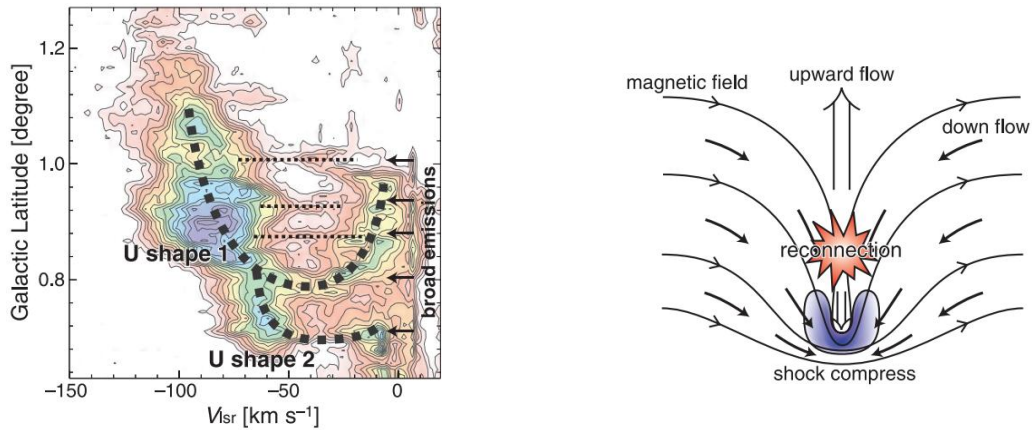 Galactic Latitude [degree]
1.2
1.0
0.8
U shape 1
U shape 2
broad emissions
−150
−100
−50
0
Vlsr [km s−1]
magnetic field
upward flow
down flow
reconnection
shock compress